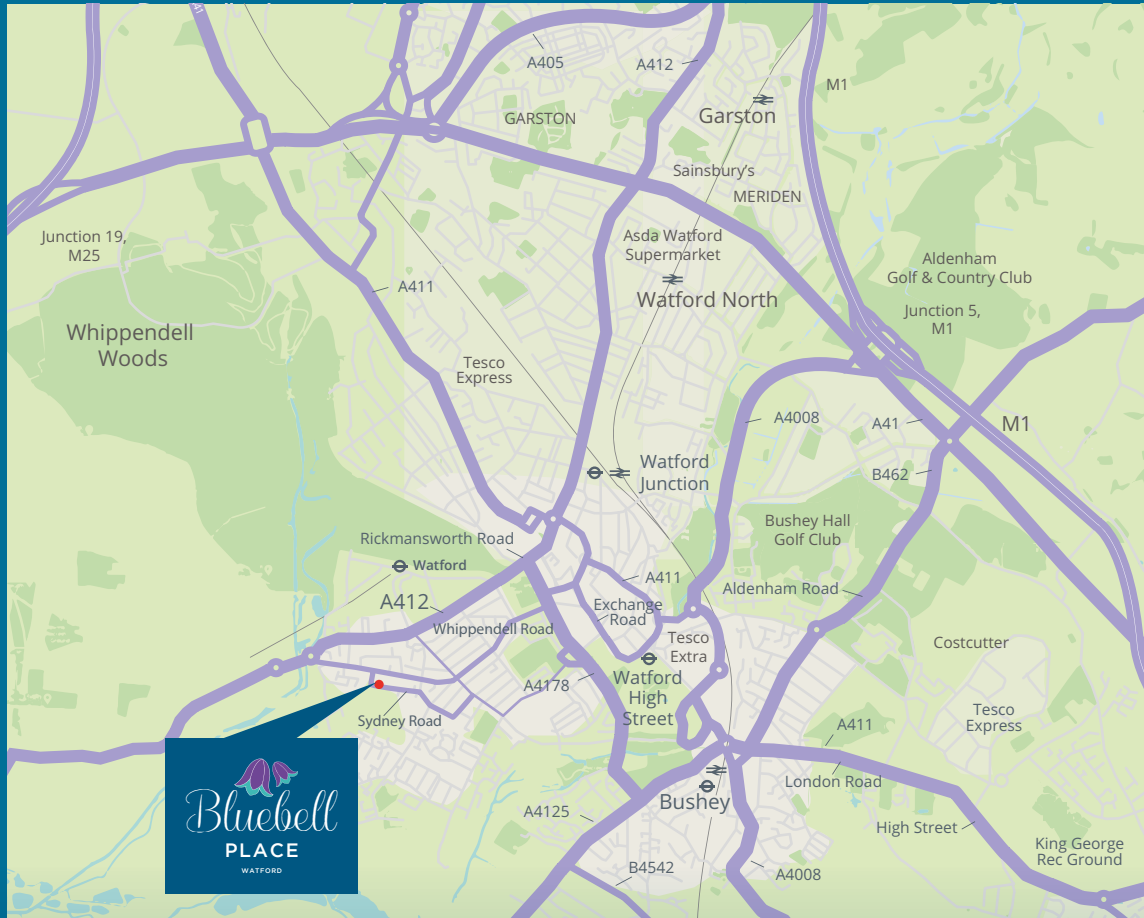 A405
A412
M1
GARSTON
Garston
Sainsbury's
MERIDEN
Junction 19,
M25
Asda Watford
Supermarket
Aldenham
Golf & Country Club
A411
Watford North
Junction 5,
M1
Whippendell
Woods
Tesco
Express
A4008
A41
M1
Watford
Junction
B462
Bushey Hall
Golf Club
Rickmansworth Road
Watford
A411
Aldenham Road
A412
Exchange
Road
Whippendell Road
Tesco
Extra
Costcutter
A4178
Watford
High
Street
Sydney Road
Tesco
Express
A411
London Road
Bluebell
PLACE
WATFORD
Bushey
A4125
High Street
King George
Rec Ground
B4542
A4008